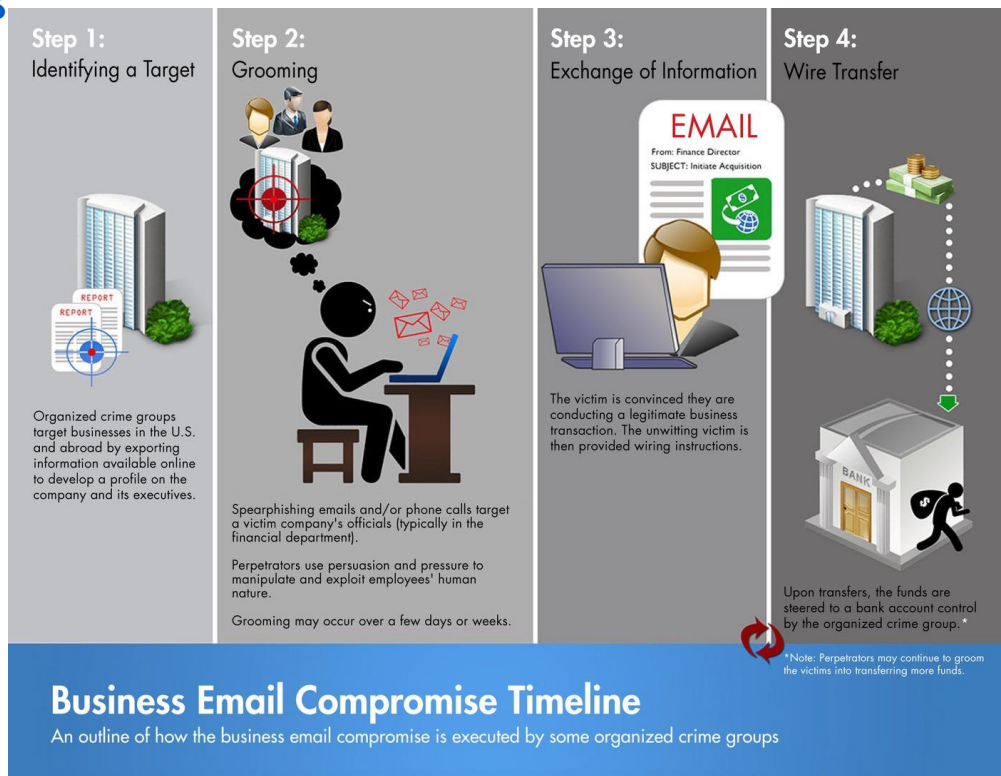 Step 1:
Identifying a Target
REPORT
REPORT
Organized crime groups
target businesses in the U.S.
and abroad by exporting
information available online
to develop a profile on the
company and its executives.
Step 2:
Grooming
Spearphishing emails and/or phone calls target
a victim company's officials (typically in the
financial department).
Perpetrators use persuasion and pressure to
manipulate and exploit employees' human
nature.
Grooming may occur over a few days or weeks.
Step 3:
Exchange of Information
EMAIL
From: Finance Director
SUBJECT: Initiate Acquisition
$
The victim is convinced they are
conducting a legitimate business
transaction. The unwitting victim is
then provided wiring instructions.
Step 4:
Wire Transfer
BANK
$
Upon transfers, the funds are
steered to a bank account control
by the organized crime group.*
*Note: Perpetrators may continue to groom
the victims into transferring more funds.
Business Email Compromise Timeline
An outline of how the business email compromise is executed by some organized crime groups